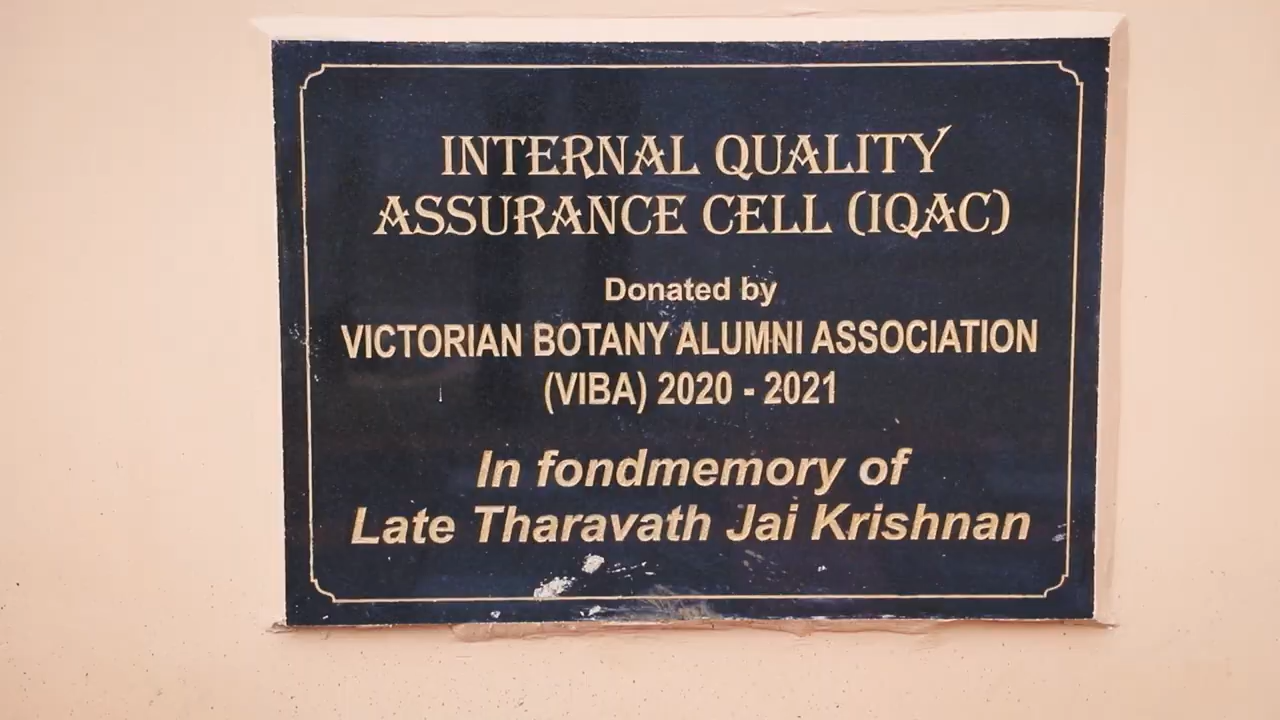 INTERNAL QUALITY
ASSURANCE CELL (IQAC)
Donated by
VICTORIAN BOTANY ALUMNI ASSOCIATION
(VIBA) 2020 - 2021
In fondmemory of
Late Tharavath Jai Krishnan